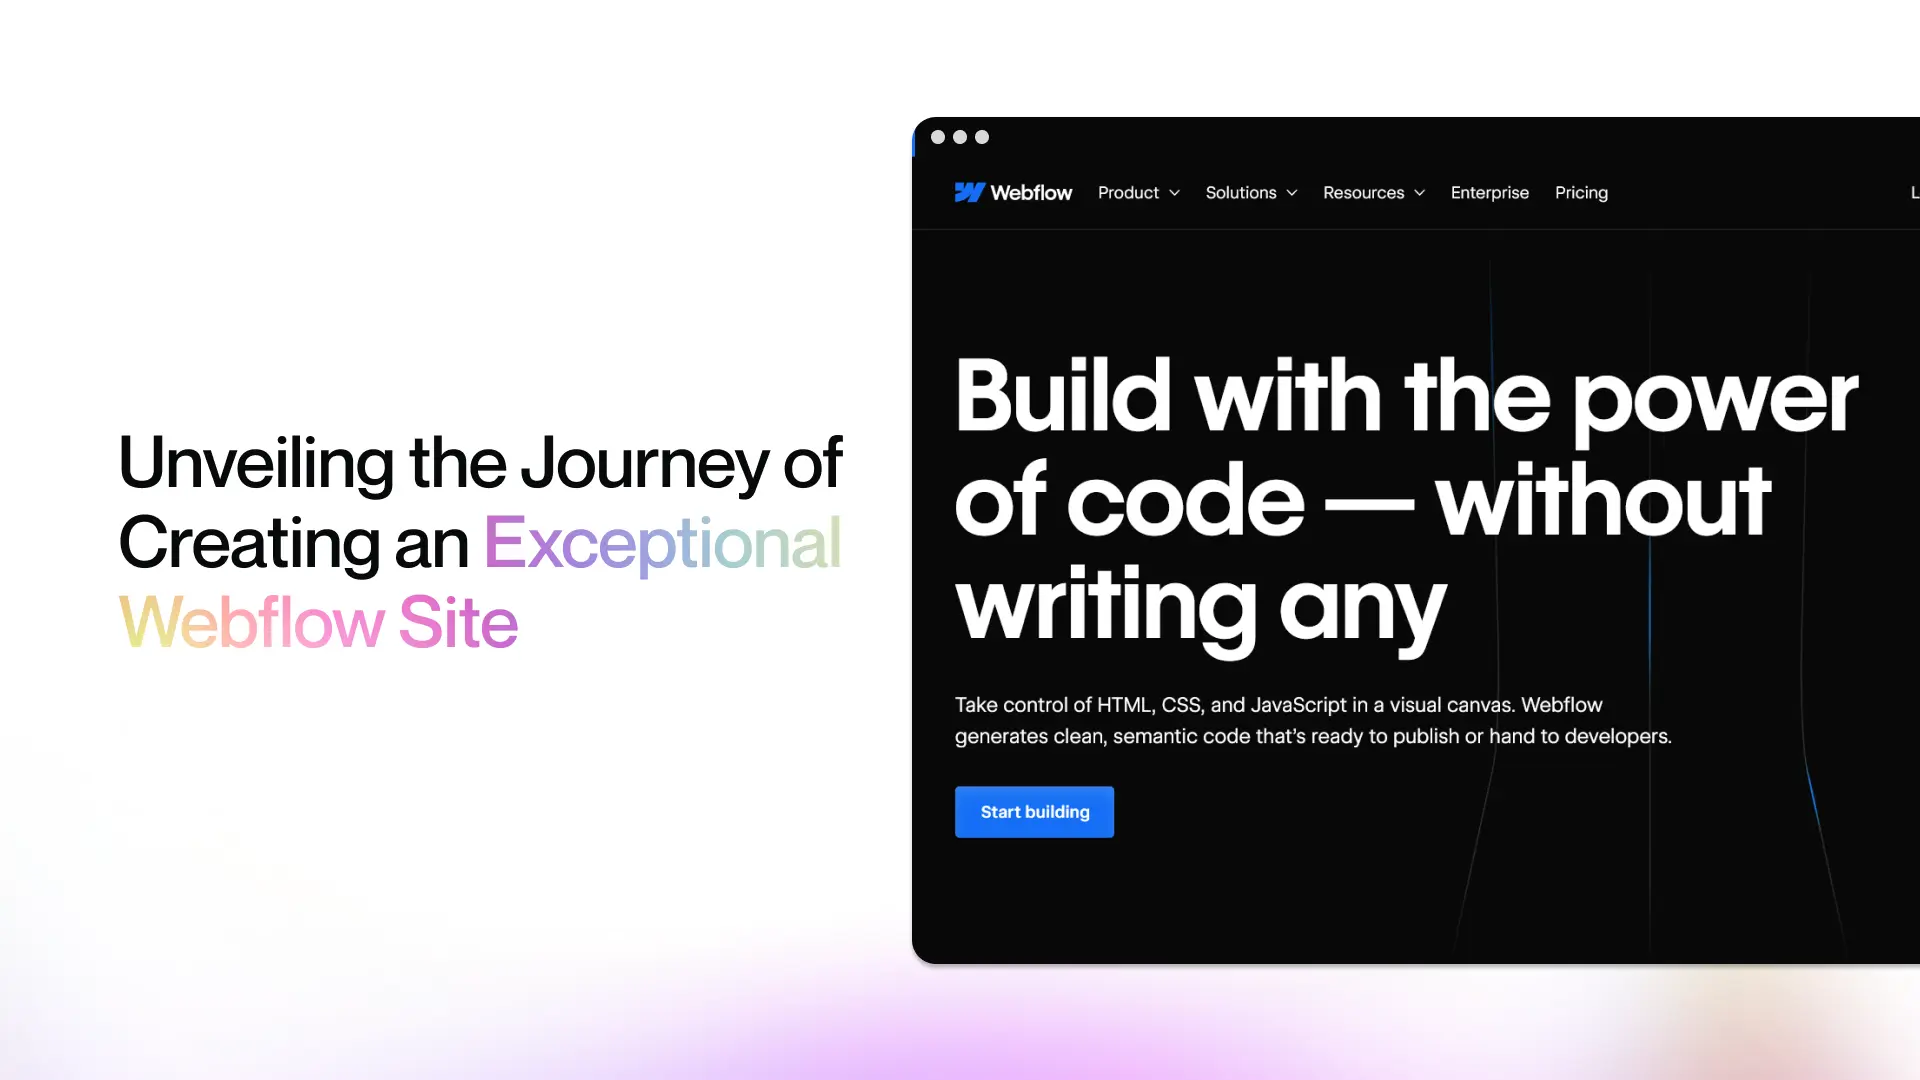 Unveiling the Journey of
Creating an Exceptional
Webflow Site
Webflow Product Solutions Resources Enterprise Pricing L
Build with the power
of code — without
writing any
Take control of HTML, CSS, and JavaScript in a visual canvas. Webflow
generates clean, semantic code that's ready to publish or hand to developers.
Start building